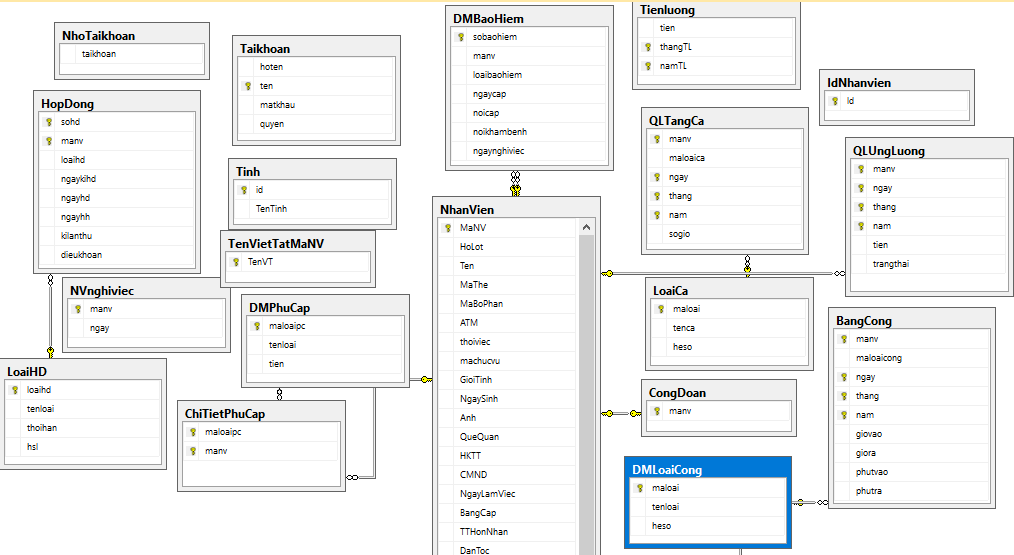 NhoTaikhoan
taikhoan
Taikhoan
hoten
ten
matkhau
quyen
DMBaoHiem
sobaohiem
manv
loaibaohiem
ngaycap
noicap
noikhambenh
ngaynghiviec
Tienluong
tien
thangTL
namTL
IdNhanvien
Id
HopDong
sohd
manv
loaihd
ngaykihd
ngayhd
ngayhh
kilanthu
dieukhoan
Tinh
id
TenTinh
QLTangCa
manv
maloaica
ngay
thang
nam
sogio
QLUngLuong
manv
ngay
thang
nam
tien
trangthai
TenVietTatMaNV
TenVT
NhanVien
MaNV
HoLot
Ten
MaThe
MaBoPhan
ATM
thoiviec
machucvu
GioiTinh
NgaySinh
Anh
QueQuan
HKTT
CMND
NgayLamViec
BangCap
TTHonNhan
DanToc
NVnghiviec
manv
ngay
DMPhuCap
maloaipc
tenloai
tien
LoaiCa
maloai
tenca
heso
BangCong
manv
maloaicong
ngay
thang
nam
giovao
giora
phutvao
phutra
LoaiHD
loaihd
tenloai
thoihan
hsl
ChiTietPhuCap
maloaipc
manv
CongDoan
manv
DMLoaiCong
maloai
tenloai
heso